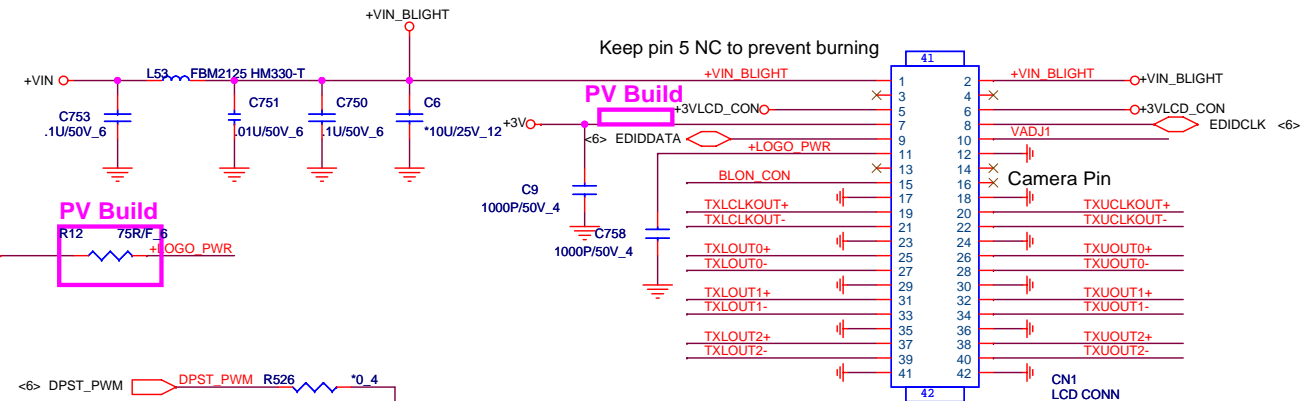 +VIN_BLIGHT
Keep pin 5 NC to prevent burning
41
+VIN
L53
FBM2125 HM330-T
+VIN_BLIGHT
1
2
+VIN_BLIGHT
+VIN_BLIGHT
PV Build
3
4
C753
.1U/50V_6
C751
.01U/50V_6
C750
.1U/50V_6
C6
*10U/25V_12
+3VLCD_CON
5
6
+3VLCD_CON
+3V
7
8
EDIDCLK <6>
<6> EDIDDATA
9
10
VADJ1
+LOGO_PWR
11
12
13
14
BLON_CON
15
16
Camera Pin
C9
1000P/50V_4
17
18
TXLCLKOUT+
19
20
TXUCLKOUT+
TXLCLKOUT-
21
22
TXUCLKOUT-
PV Build
R12
75R/F_6
+LOGO_PWR
C758
1000P/50V_4
23
24
TXLOUT0+
25
26
TXUOUT0+
TXLOUT0-
27
28
TXUOUT0-
29
30
TXLOUT1+
31
32
TXUOUT1+
TXLOUT1-
33
34
TXUOUT1-
35
36
TXLOUT2+
37
38
TXUOUT2+
TXLOUT2-
39
40
TXUOUT2-
41
42
<6> DPST_PWM
DPST_PWM
R526
*0_4
42
CN1
LCD CONN